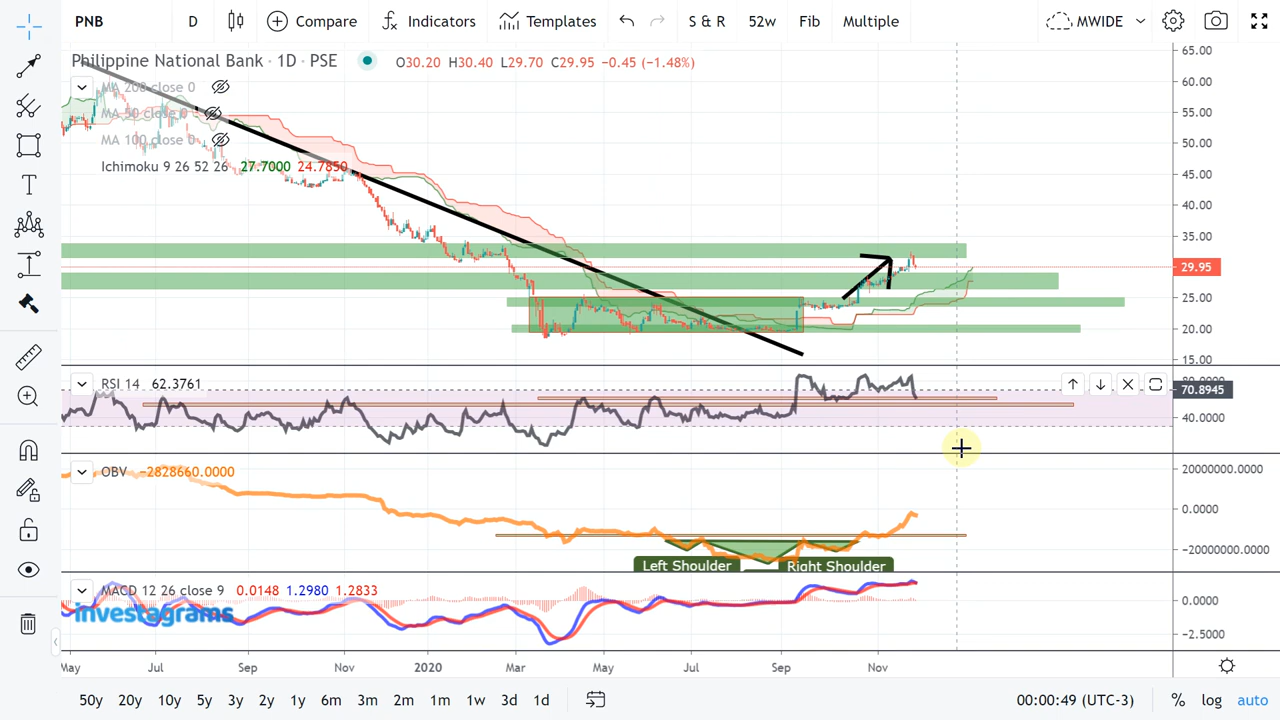 PNB D Compare Indicators Templates S & R 52w Fib Multiple MWIDE
Philippine National Bank · 1D · PSE O30.20 H30.40 L29.70 C29.95 −0.45 (−1.48%)
MA 200 close 0
MA 50 close 0
MA 100 close 0
Ichimoku 9 26 52 26 27.7000 24.7850
65.00
60.00
55.00
50.00
45.00
40.00
35.00
29.95
25.00
20.00
15.00
RSI 14 62.3761
80.0000
70.8945
40.0000
OBV −2828660.0000
20000000.0000
0.0000
−20000000.0000
Left Shoulder Right Shoulder
MACD 12 26 close 9 0.0148 1.2980 1.2833
investagrams
0.0000
−2.5000
May Jul Sep Nov 2020 Mar May Jul Sep Nov
50y 20y 10y 5y 3y 2y 1y 6m 3m 2m 1m 1w 3d 1d 00:00:49 (UTC-3) % log auto